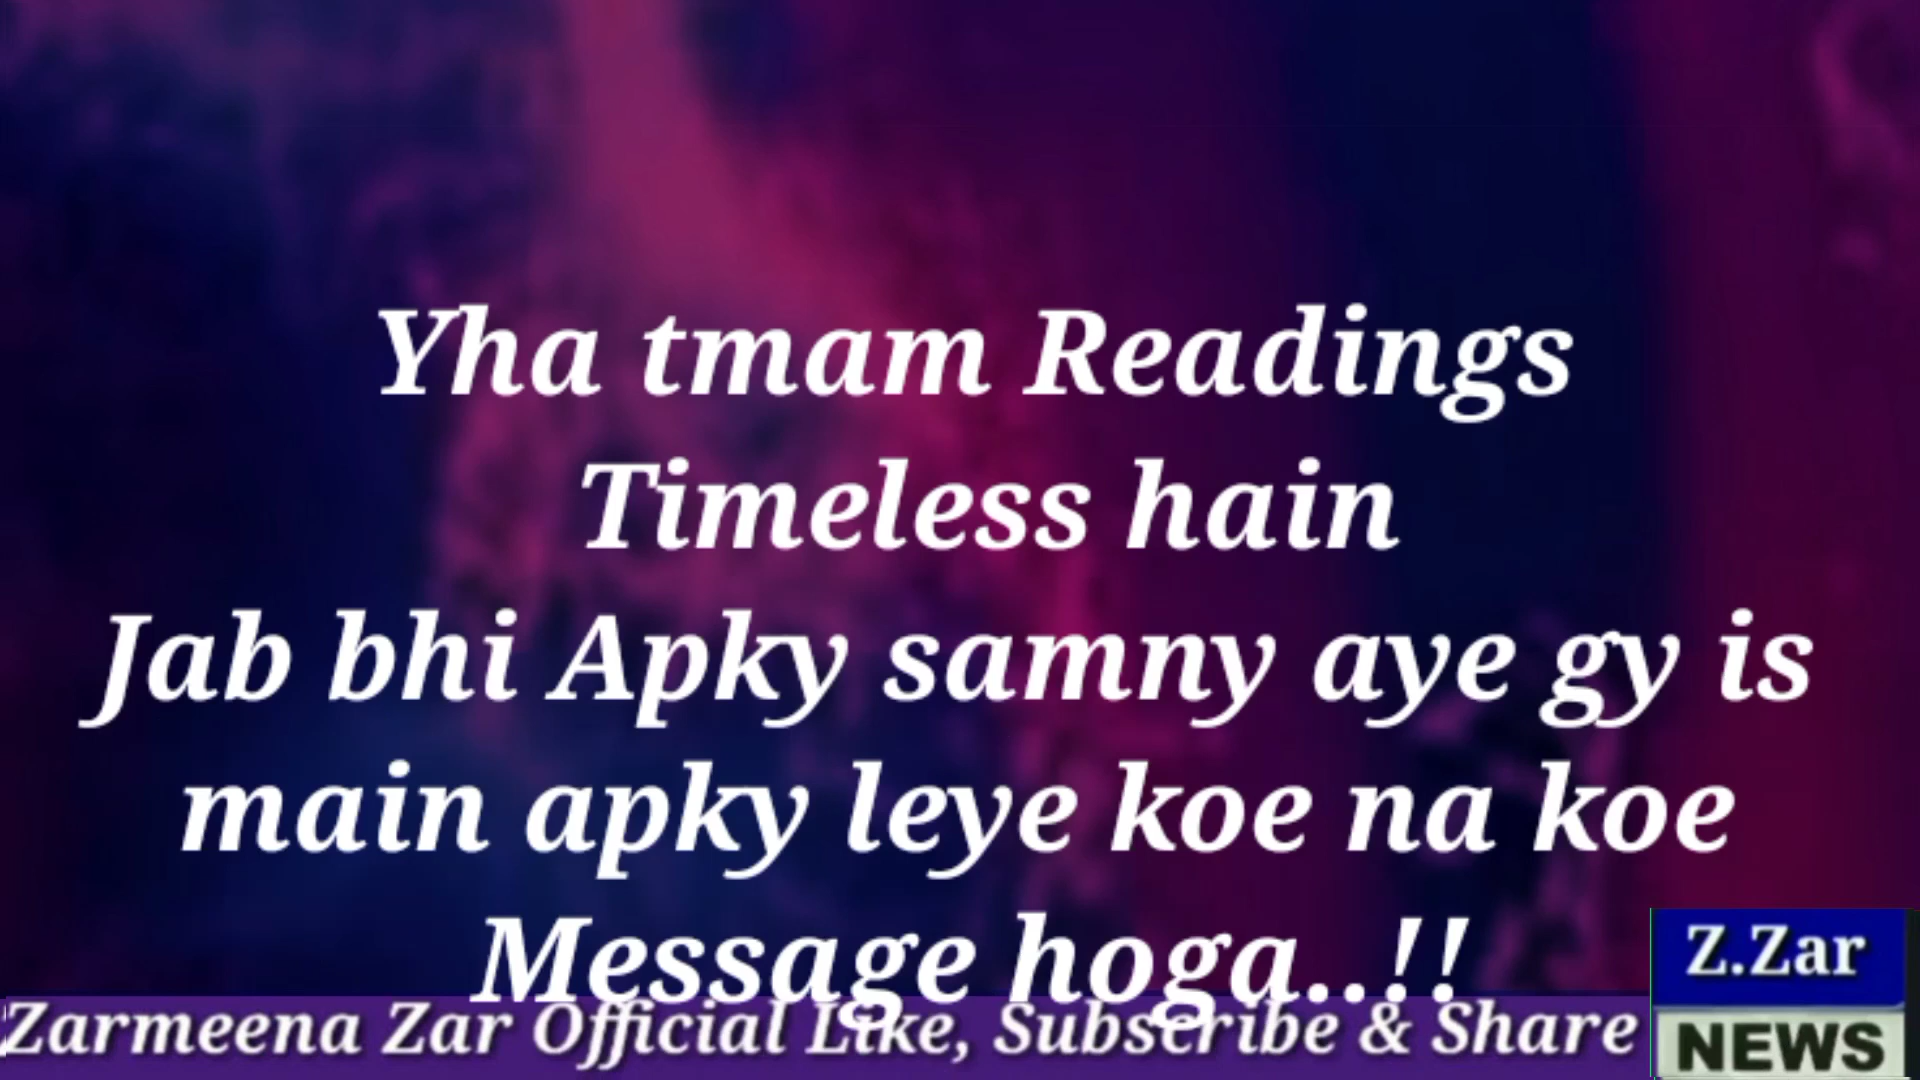 Yha tmam Readings
Timeless hain
Jab bhi Apky samny aye gy is
main apky leye koe na koe
Message hoga..!!
Zarmeena Zar Official Like, Subscribe & Share
Z.Zar
NEWS